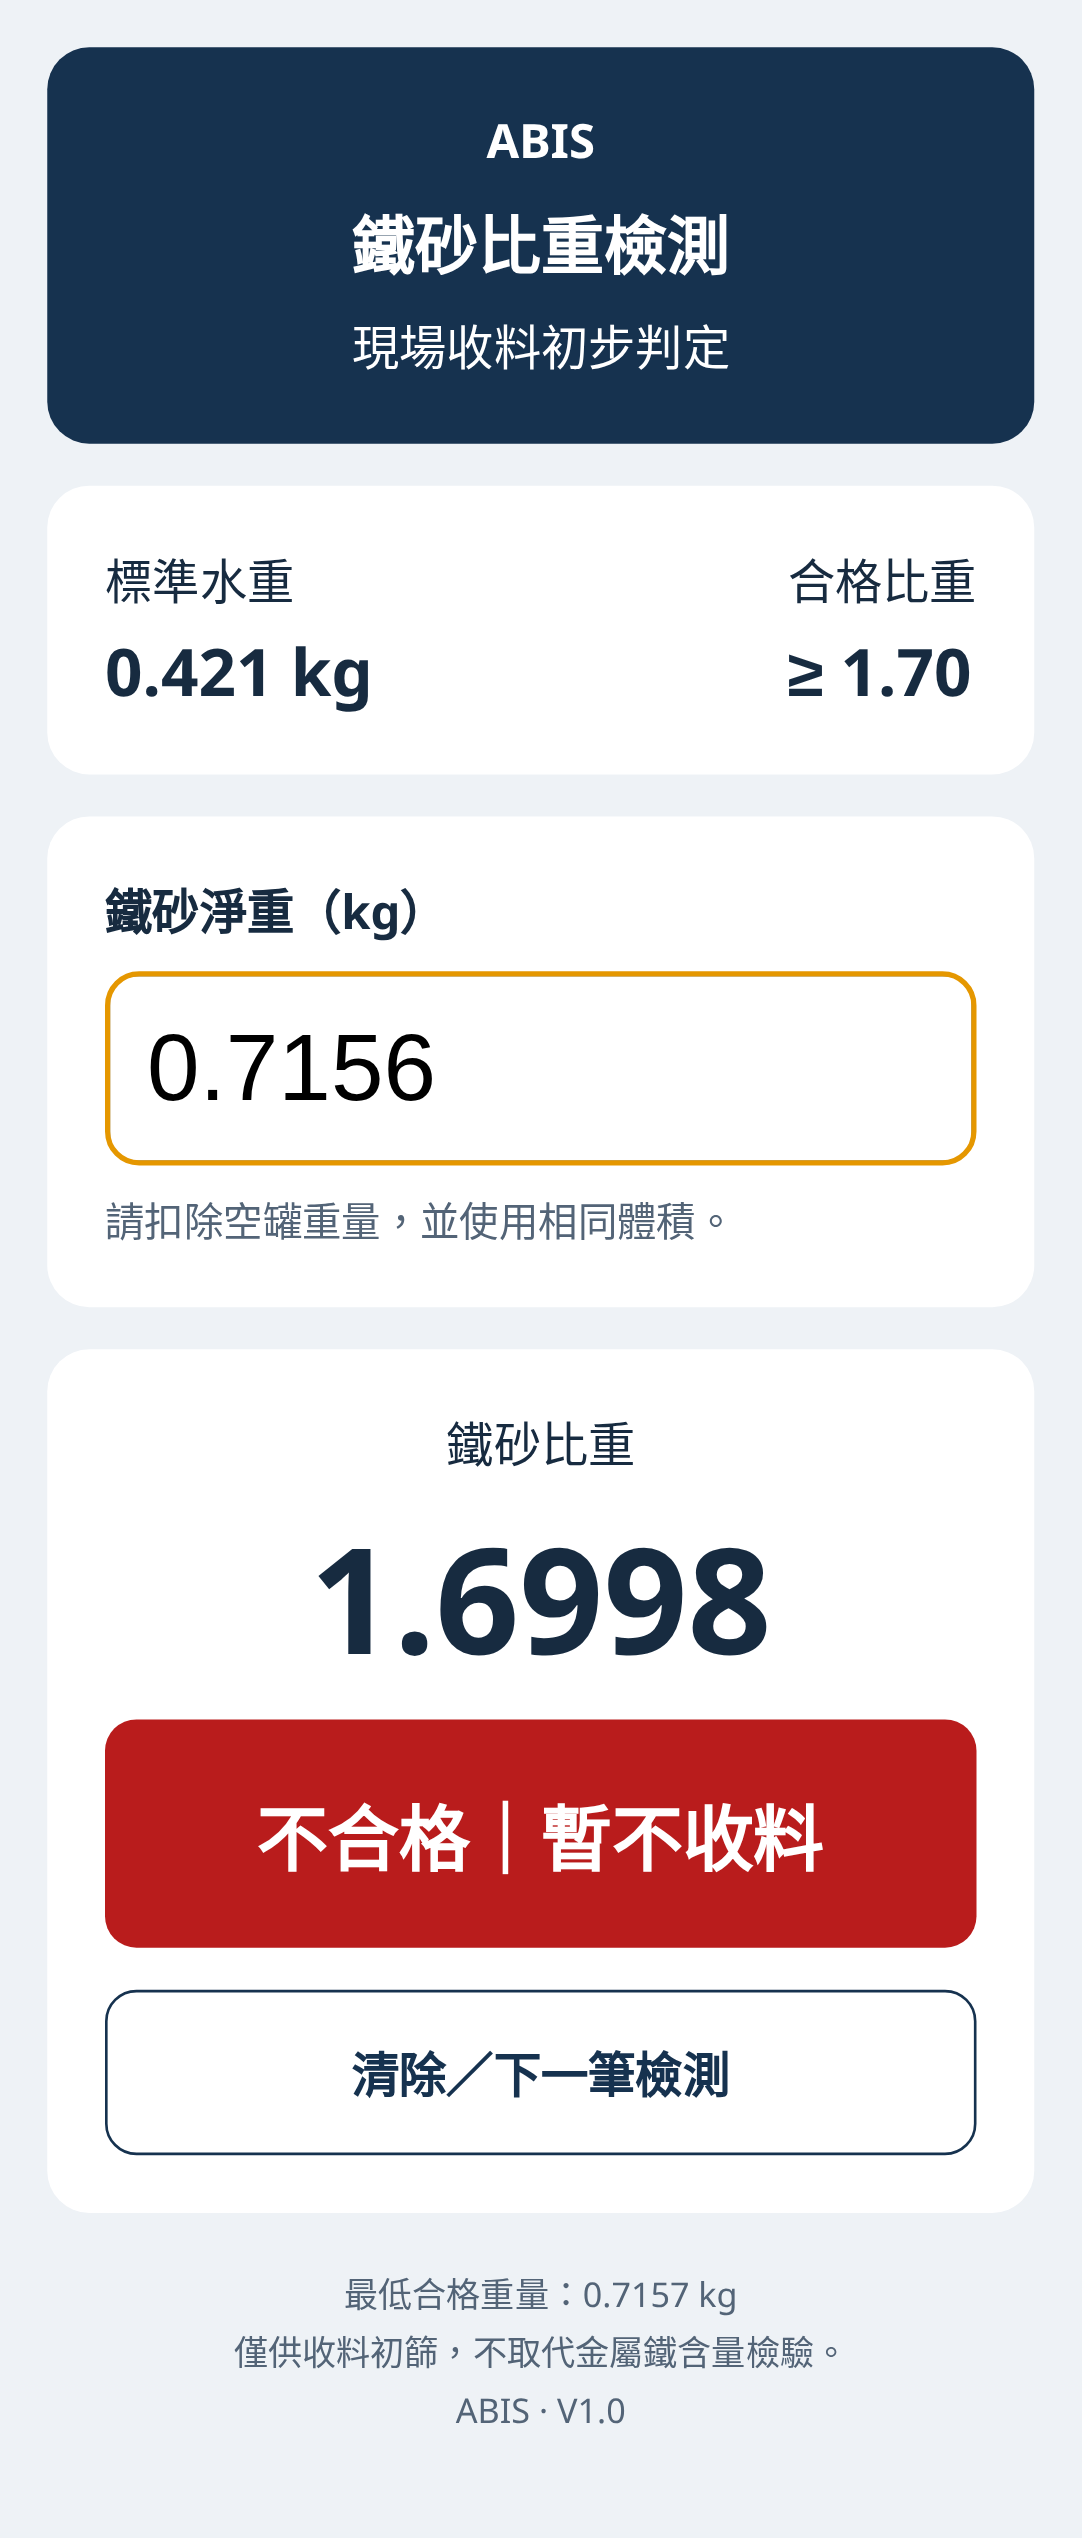 ABIS
鐵砂比重檢測
現場收料初步判定
標準水重
0.421 kg
合格比重
≥ 1.70
鐵砂淨重（kg）
0.7156
請扣除空罐重量，並使用相同體積。
鐵砂比重
1.6998
不合格｜暫不收料
清除／下一筆檢測
最低合格重量：0.7157 kg
僅供收料初篩，不取代金屬鐵含量檢驗。
ABIS · V1.0